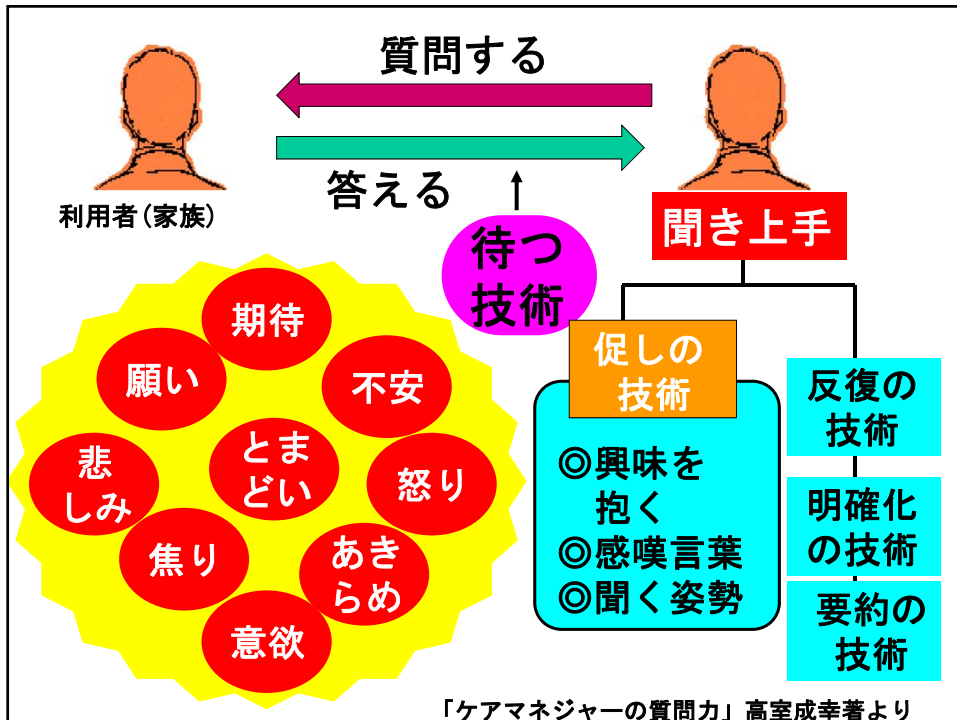 質問する
答える
利用者(家族)
待つ
技術
聞き上手
促しの
技術
◎興味を
抱く
◎感嘆言葉
◎聞く姿勢
反復の
技術
明確化
の技術
要約の
技術
期待
願い
不安
悲
しみ
とま
どい
怒り
焦り
あき
らめ
意欲
「ケアマネジャーの質問力」高室成幸著より